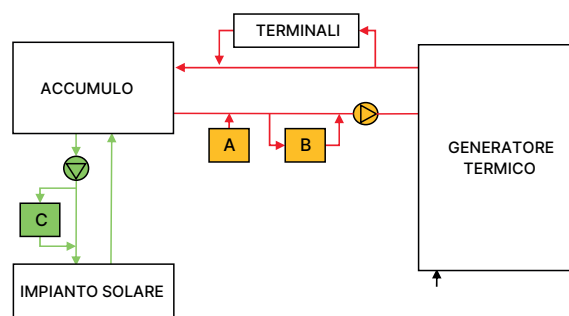 TERMINALI
ACCUMULO
A
B
GENERATORE
TERMICO
C
IMPIANTO SOLARE